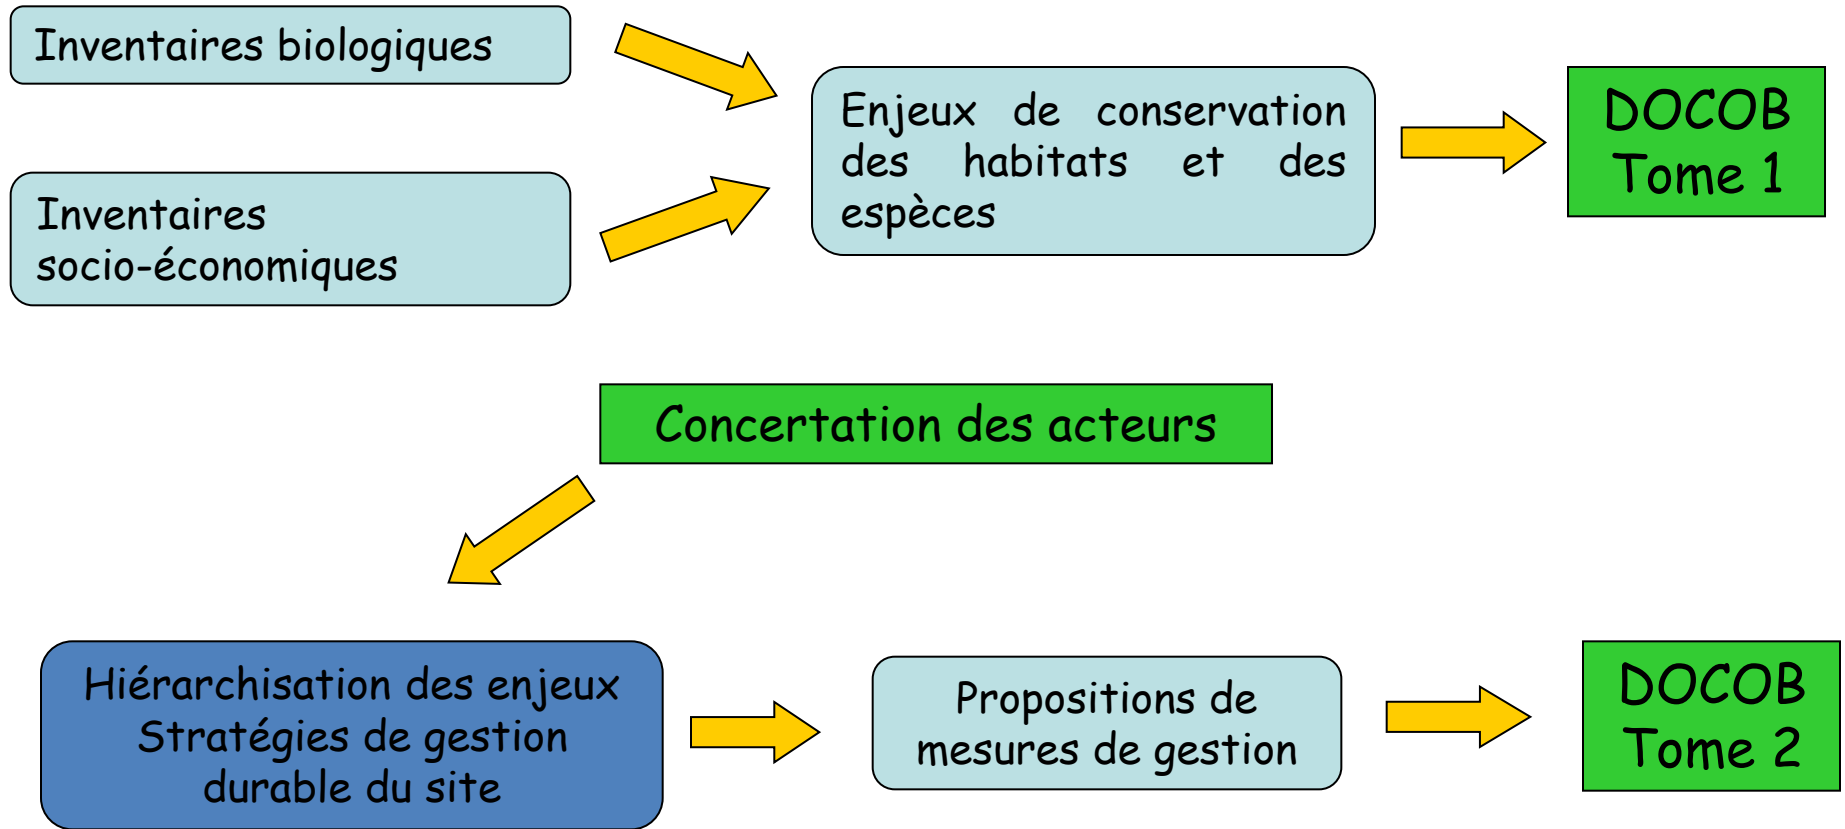 Inventaires biologiques
Inventaires
socio-économiques
Enjeux de conservation
des habitats et des
espèces
DOCOB
Tome 1
Concertation des acteurs
Hiérarchisation des enjeux
Stratégies de gestion
durable du site
Propositions de
mesures de gestion
DOCOB
Tome 2